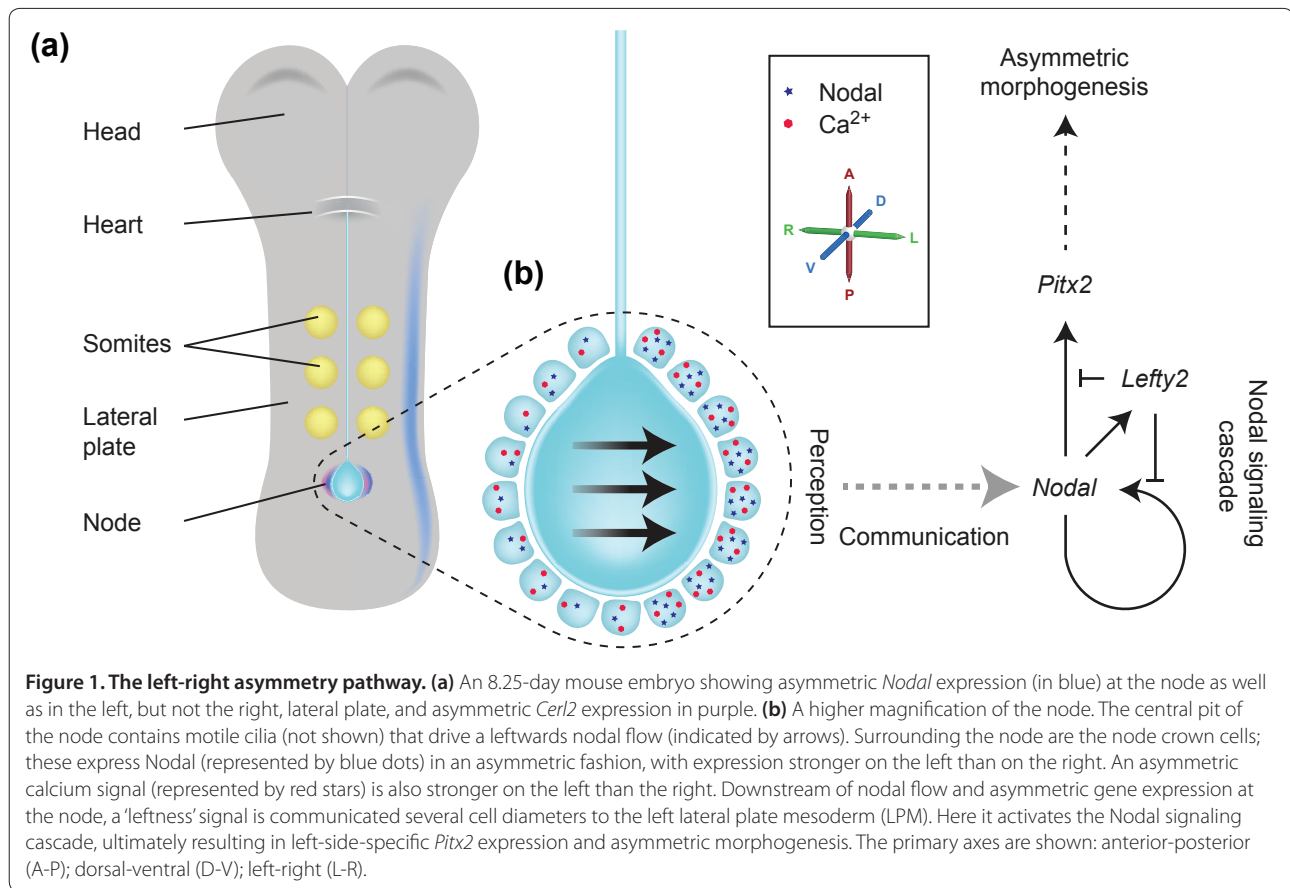 (a)
Head
Heart
Somites
Lateral
plate
Node
(b)
Nodal
Ca2+
A
D
R
L
V
P
Perception
Communication
Asymmetric
morphogenesis
Pitx2
Lefty2
Nodal
Nodal signaling
cascade
Figure 1. The left-right asymmetry pathway. (a) An 8.25-day mouse embryo showing asymmetric Nodal expression (in blue) at the node as well
as in the left, but not the right, lateral plate, and asymmetric Cerl2 expression in purple. (b) A higher magnification of the node. The central pit of
the node contains motile cilia (not shown) that drive a leftwards nodal flow (indicated by arrows). Surrounding the node are the node crown cells;
these express Nodal (represented by blue dots) in an asymmetric fashion, with expression stronger on the left than on the right. An asymmetric
calcium signal (represented by red stars) is also stronger on the left than the right. Downstream of nodal flow and asymmetric gene expression at
the node, a 'leftness' signal is communicated several cell diameters to the left lateral plate mesoderm (LPM). Here it activates the Nodal signaling
cascade, ultimately resulting in left-side-specific Pitx2 expression and asymmetric morphogenesis. The primary axes are shown: anterior-posterior
(A-P); dorsal-ventral (D-V); left-right (L-R).